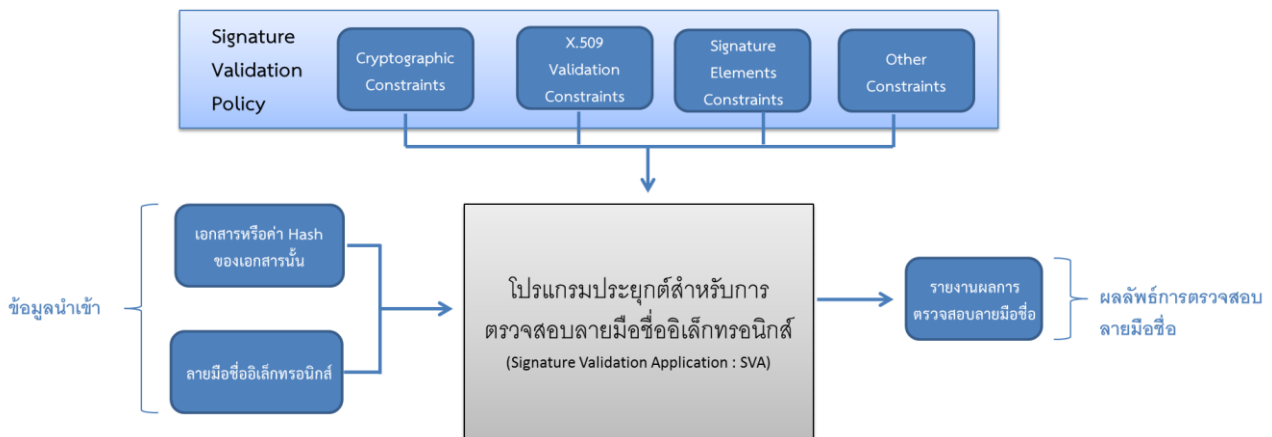 Signature
Validation
Policy
Cryptographic
Constraints
X.509
Validation
Constraints
Signature
Elements
Constraints
Other
Constraints
ข้อมูลนำเข้า
เอกสารหรือค่า Hash
ของเอกสารนั้น
ลายมือชื่ออิเล็กทรอนิกส์
โปรแกรมประยุกต์สำหรับการ
ตรวจสอบลายมือชื่ออิเล็กทรอนิกส์
(Signature Validation Application : SVA)
รายงานผลการ
ตรวจสอบลายมือชื่อ
ผลลัพธ์การตรวจสอบ
ลายมือชื่อ